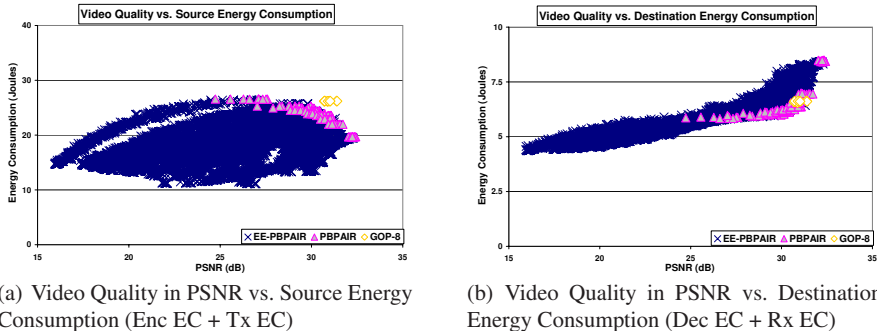 Video Quality vs. Source Energy Consumption
40
30
20
10
0
15 20 25 30 35
Energy Consumption (Joules)
PSNR (dB)
EE-PBPAIR PBPAIR GOP-8
(a) Video Quality in PSNR vs. Source Energy
Consumption (Enc EC + Tx EC)
Video Quality vs. Destination Energy Consumption
10
7.5
5
2.5
0
15 20 25 30 35
Energy Consumption (Joules)
PSNR (dB)
EE-PBPAIR PBPAIR GOP-8
(b) Video Quality in PSNR vs. Destination
Energy Consumption (Dec EC + Rx EC)